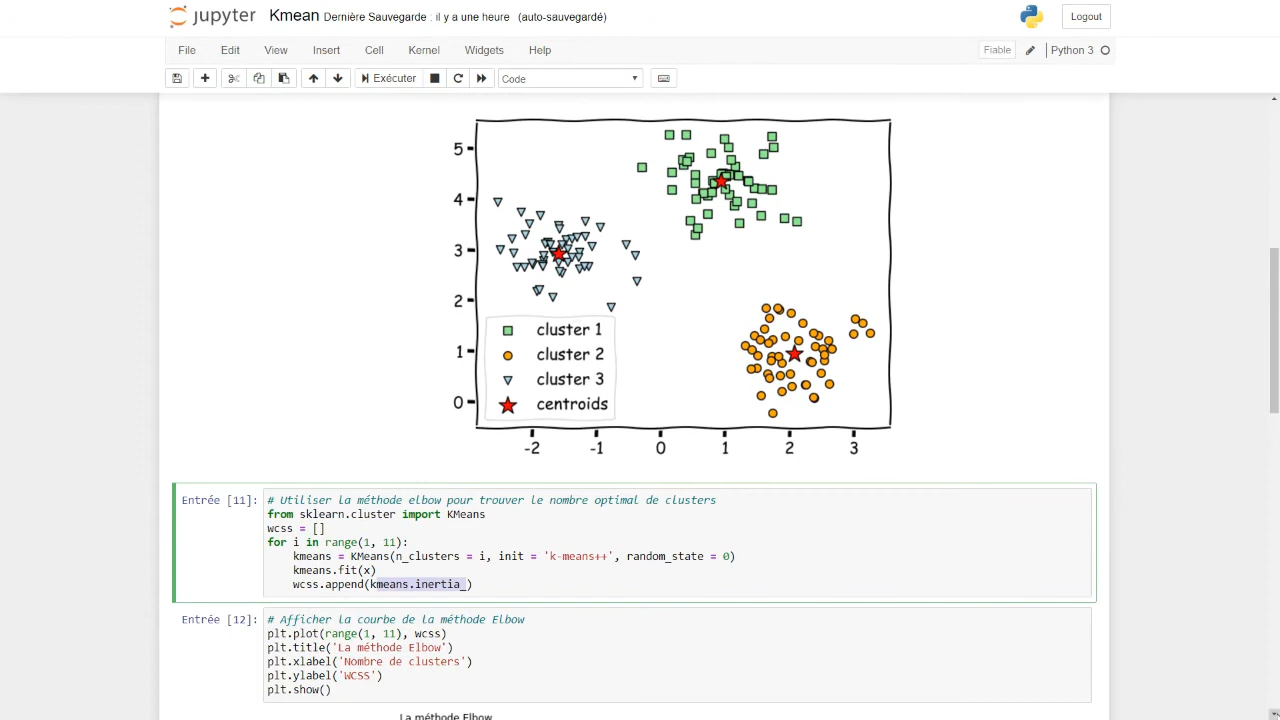 jupyter Kmean Dernière Sauvegarde : il y a une heure (auto-sauvegardé)
Logout
File Edit View Insert Cell Kernel Widgets Help
Fiable Python 3
Exécuter Code
5
4
3
2
1
0
cluster 1
cluster 2
cluster 3
centroids
-2 -1 0 1 2 3
Entrée [11]: # Utiliser la méthode elbow pour trouver le nombre optimal de clusters
from sklearn.cluster import KMeans
wcss = []
for i in range(1, 11):
    kmeans = KMeans(n_clusters = i, init = 'k-means++', random_state = 0)
    kmeans.fit(x)
    wcss.append(kmeans.inertia_)
Entrée [12]: # Afficher la courbe de la méthode Elbow
plt.plot(range(1, 11), wcss)
plt.title('La méthode Elbow')
plt.xlabel('Nombre de clusters')
plt.ylabel('WCSS')
plt.show()
La méthode Elbow